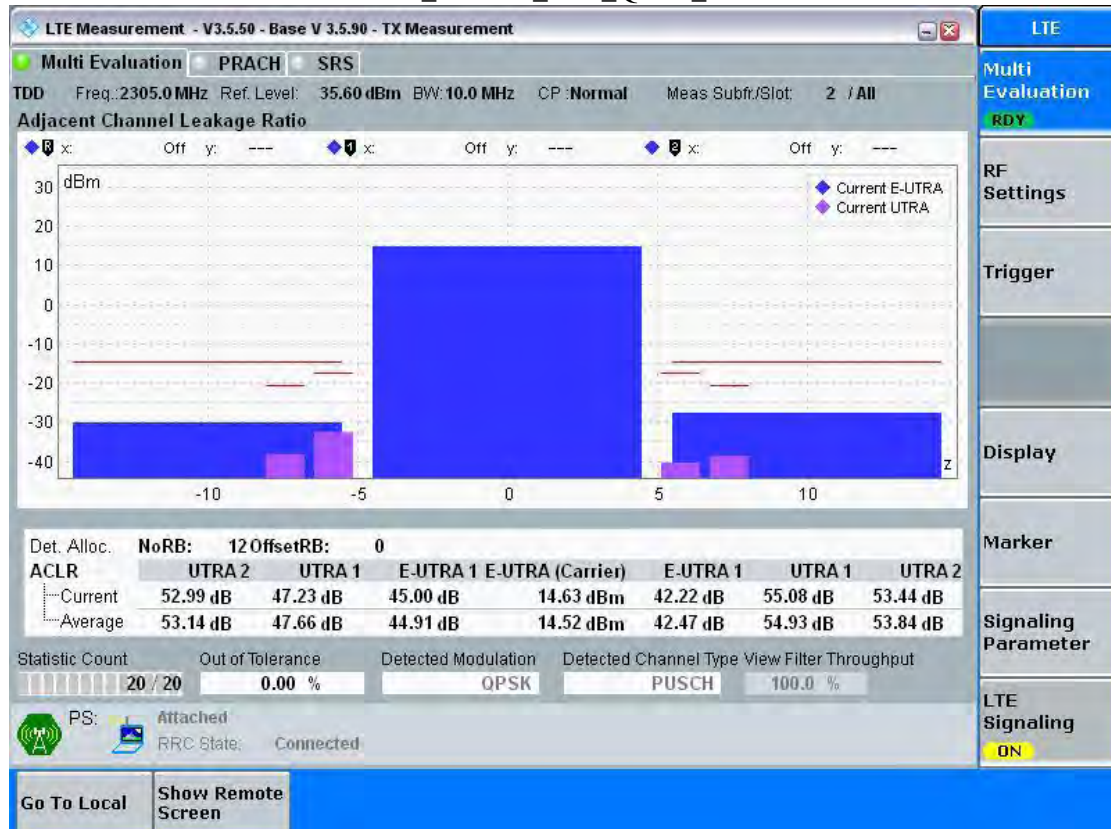 LTE Measurement - V3.5.50 - Base V 3.5.90 - TX Measurement
LTE
Multi Evaluation PRACH SRS
TDD Freg.:2305.0 MHz Ref. Level: 35.60 dBm BW:10.0 MHz CP :Normal Meas Subfr./Slot: 2 / All
Adjacent Channel Leakage Ratio
R x: Off y: --- 1 x: Off y: --- 2 x: Off y: ---
dBm
30
20
10
0
-10
-20
-30
-40
Current E-UTRA
Current UTRA
z
-10 -5 0 5 10
Det. Alloc. NoRB: 12 OffsetRB: 0
ACLR UTRA 2 UTRA 1 E-UTRA 1 E-UTRA (Carrier) E-UTRA 1 UTRA 1 UTRA 2
Current 52.99 dB 47.23 dB 45.00 dB 14.63 dBm 42.22 dB 55.08 dB 53.44 dB
Average 53.14 dB 47.66 dB 44.91 dB 14.52 dBm 42.47 dB 54.93 dB 53.84 dB
Statistic Count Out of Tolerance Detected Modulation Detected Channel Type View Filter Throughput
20 / 20 0.00 % QPSK PUSCH 100.0 %
PS: Attached
RRC State: Connected
Multi
Evaluation
RDY
RF
Settings
Trigger
Display
Marker
Signaling
Parameter
LTE
Signaling
ON
Go To Local
Show Remote
Screen